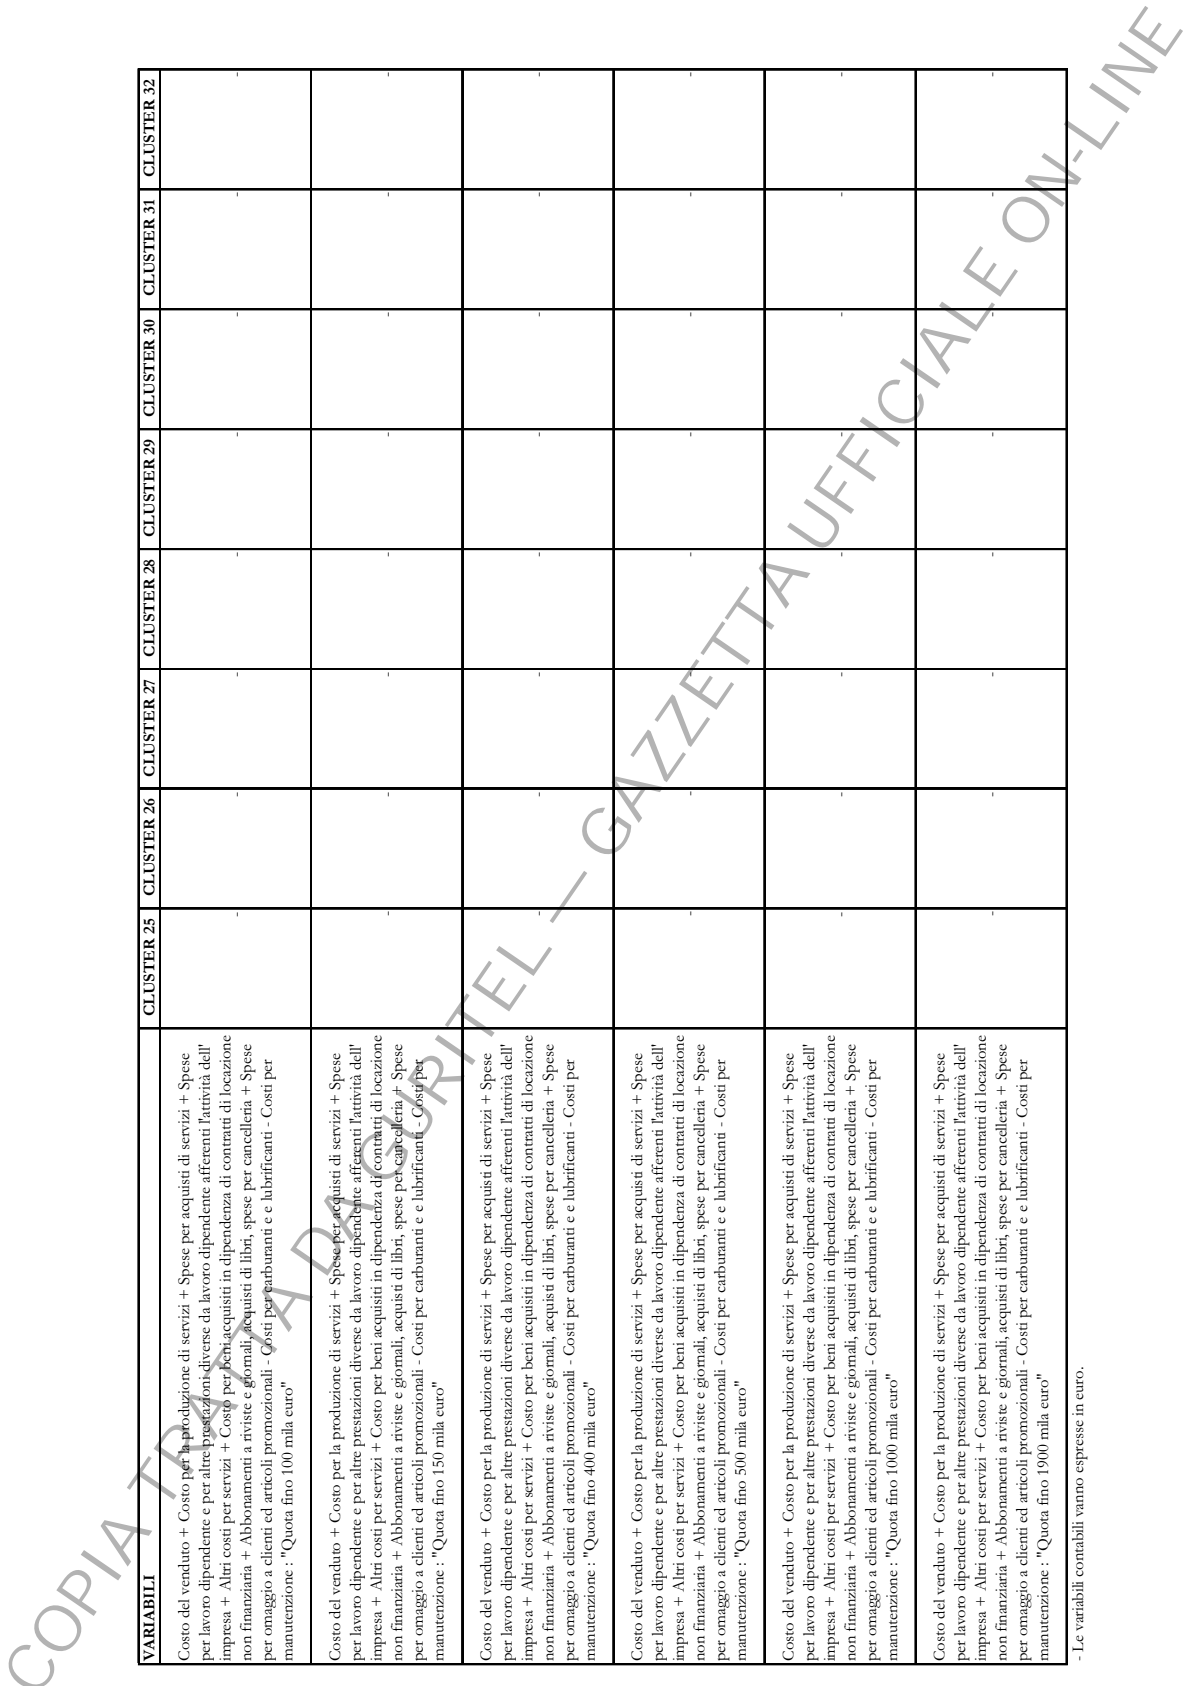 VARIABILI CLUSTER 25 CLUSTER 26 CLUSTER 27 CLUSTER 28 CLUSTER 29 CLUSTER 30 CLUSTER 31 CLUSTER 32
Costo del venduto + Costo per la produzione di servizi + Spese per acquisti di servizi + Spese
per lavoro dipendente e per altre prestazioni diverse da lavoro dipendente afferenti l'attività dell'
impresa + Altri costi per servizi + Costo per beni acquisiti in dipendenza di contratti di locazione
non finanziaria + Abbonamenti a riviste e giornali, acquisti di libri, spese per cancelleria + Spese
per omaggio a clienti ed articoli promozionali - Costi per carburanti e e lubrificanti - Costi per
manutenzione : "Quota fino 100 mila euro"
- - - - - - - -
Costo del venduto + Costo per la produzione di servizi + Spese per acquisti di servizi + Spese
per lavoro dipendente e per altre prestazioni diverse da lavoro dipendente afferenti l'attività dell'
impresa + Altri costi per servizi + Costo per beni acquisiti in dipendenza di contratti di locazione
non finanziaria + Abbonamenti a riviste e giornali, acquisti di libri, spese per cancelleria + Spese
per omaggio a clienti ed articoli promozionali - Costi per carburanti e e lubrificanti - Costi per
manutenzione : "Quota fino 150 mila euro"
- - - - - - - -
Costo del venduto + Costo per la produzione di servizi + Spese per acquisti di servizi + Spese
per lavoro dipendente e per altre prestazioni diverse da lavoro dipendente afferenti l'attività dell'
impresa + Altri costi per servizi + Costo per beni acquisiti in dipendenza di contratti di locazione
non finanziaria + Abbonamenti a riviste e giornali, acquisti di libri, spese per cancelleria + Spese
per omaggio a clienti ed articoli promozionali - Costi per carburanti e e lubrificanti - Costi per
manutenzione : "Quota fino 400 mila euro"
- - - - - - - -
Costo del venduto + Costo per la produzione di servizi + Spese per acquisti di servizi + Spese
per lavoro dipendente e per altre prestazioni diverse da lavoro dipendente afferenti l'attività dell'
impresa + Altri costi per servizi + Costo per beni acquisiti in dipendenza di contratti di locazione
non finanziaria + Abbonamenti a riviste e giornali, acquisti di libri, spese per cancelleria + Spese
per omaggio a clienti ed articoli promozionali - Costi per carburanti e e lubrificanti - Costi per
manutenzione : "Quota fino 500 mila euro"
- - - - - - - -
Costo del venduto + Costo per la produzione di servizi + Spese per acquisti di servizi + Spese
per lavoro dipendente e per altre prestazioni diverse da lavoro dipendente afferenti l'attività dell'
impresa + Altri costi per servizi + Costo per beni acquisiti in dipendenza di contratti di locazione
non finanziaria + Abbonamenti a riviste e giornali, acquisti di libri, spese per cancelleria + Spese
per omaggio a clienti ed articoli promozionali - Costi per carburanti e e lubrificanti - Costi per
manutenzione : "Quota fino 1000 mila euro"
- - - - - - - -
Costo del venduto + Costo per la produzione di servizi + Spese per acquisti di servizi + Spese
per lavoro dipendente e per altre prestazioni diverse da lavoro dipendente afferenti l'attività dell'
impresa + Altri costi per servizi + Costo per beni acquisiti in dipendenza di contratti di locazione
non finanziaria + Abbonamenti a riviste e giornali, acquisti di libri, spese per cancelleria + Spese
per omaggio a clienti ed articoli promozionali - Costi per carburanti e e lubrificanti - Costi per
manutenzione : "Quota fino 1900 mila euro"
- - - - - - - -
- Le variabili contabili vanno espresse in euro.
COPIA TRATTA DA GURITEL — GAZZETTA UFFICIALE ON-LINE